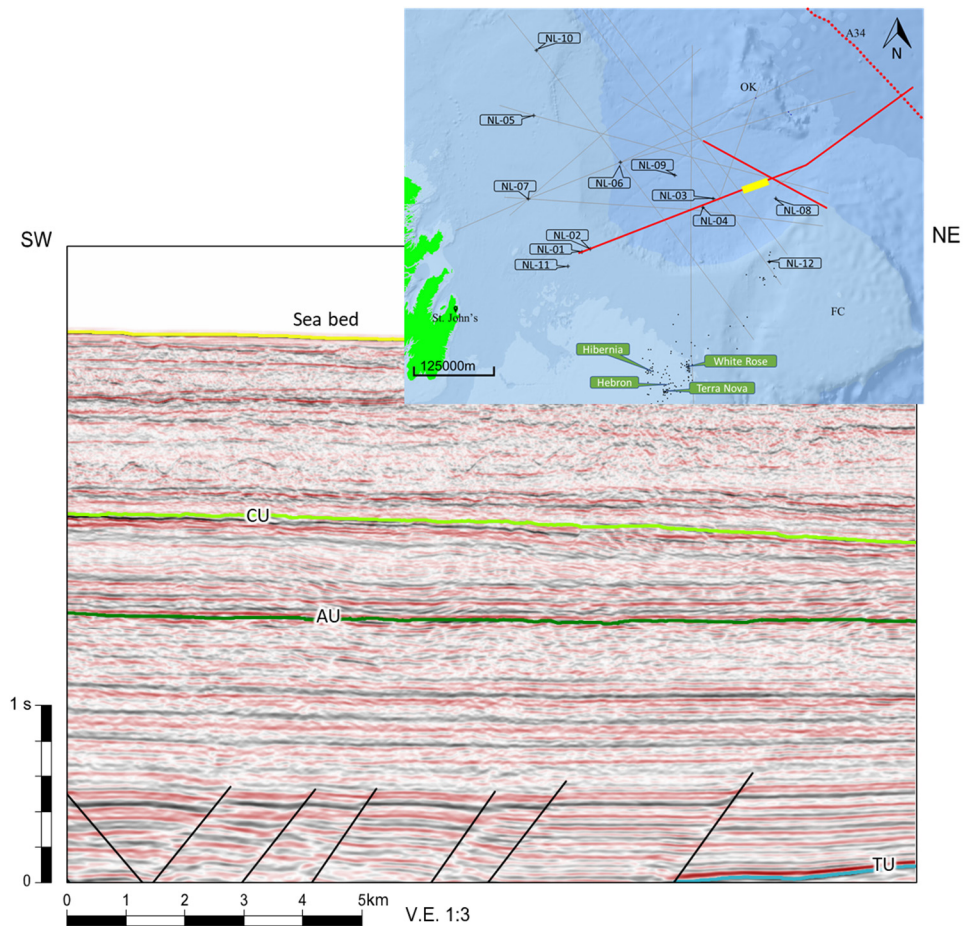 NL-10
A34
N
OK
NL-05
NL-09
NL-07
NL-06
NL-03
NL-08
NL-04
SW
NE
NL-02
NL-01
NL-11
NL-12
St. John's
FC
Sea bed
Hibernia
White Rose
125000m
Hebron
Terra Nova
CU
AU
1 s
TU
0
0 1 2 3 4 5km
V.E. 1:3